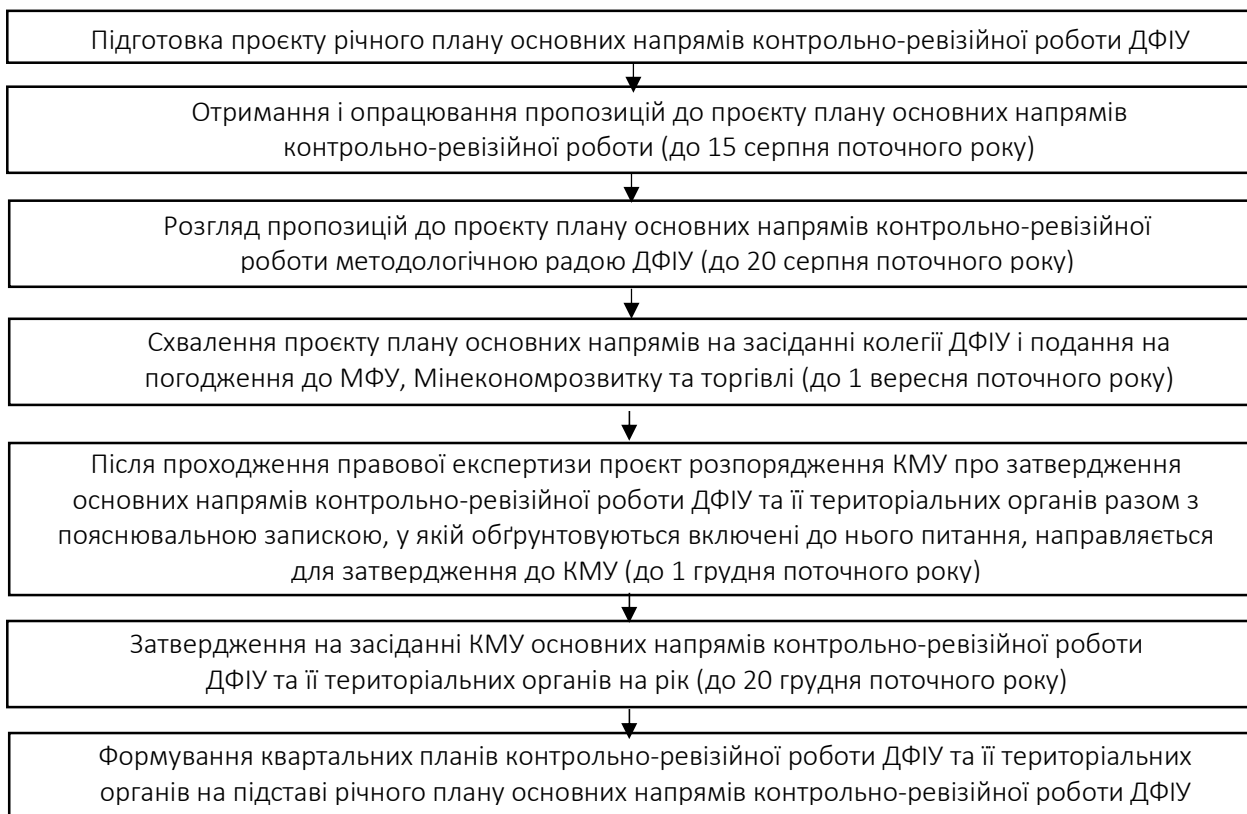 Підготовка проєкту річного плану основних напрямів контрольно-ревізійної роботи ДФІУ
Отримання і опрацювання пропозицій до проєкту плану основних напрямів
контрольно-ревізійної роботи (до 15 серпня поточного року)
Розгляд пропозицій до проєкту плану основних напрямів контрольно-ревізійної
роботи методологічною радою ДФІУ (до 20 серпня поточного року)
Схвалення проєкту плану основних напрямів на засіданні колегії ДФІУ і подання на
погодження до МФУ, Мінекономрозвитку та торгівлі (до 1 вересня поточного року)
Після проходження правової експертизи проєкт розпорядження КМУ про затвердження
основних напрямів контрольно-ревізійної роботи ДФІУ та її територіальних органів разом з
пояснювальною запискою, у якій обґрунтовуються включені до нього питання, направляється
для затвердження до КМУ (до 1 грудня поточного року)
Затвердження на засіданні КМУ основних напрямів контрольно-ревізійної роботи
ДФІУ та її територіальних органів на рік (до 20 грудня поточного року)
Формування квартальних планів контрольно-ревізійної роботи ДФІУ та її територіальних
органів на підставі річного плану основних напрямів контрольно-ревізійної роботи ДФІУ